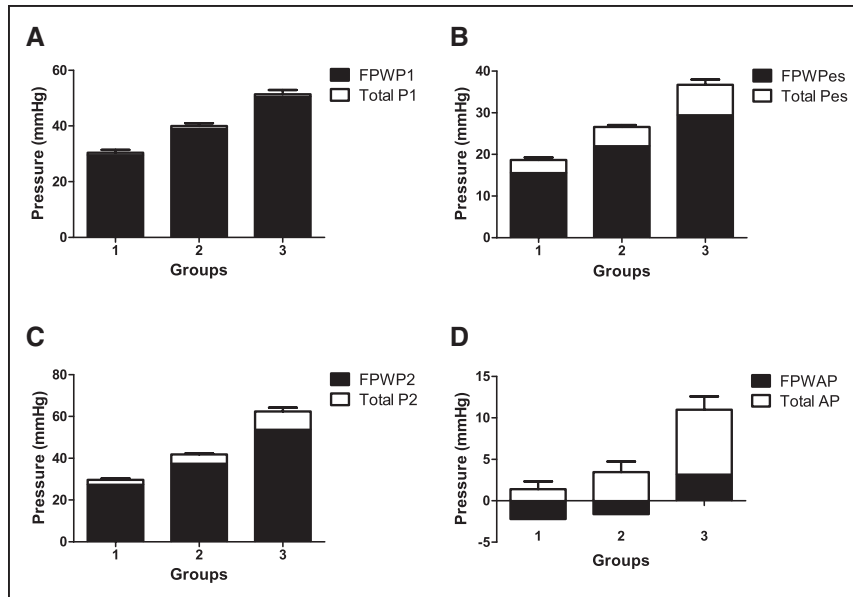 A
60
40
20
0
Pressure (mmHg)
1 2 3
Groups
FPWP1
Total P1
B
40
30
20
10
0
Pressure (mmHg)
1 2 3
Groups
FPWPes
Total Pes
C
80
60
40
20
0
Pressure (mmHg)
1 2 3
Groups
FPWP2
Total P2
D
15
10
5
0
-5
Pressure (mmHg)
1 2 3
Groups
FPWAP
Total AP